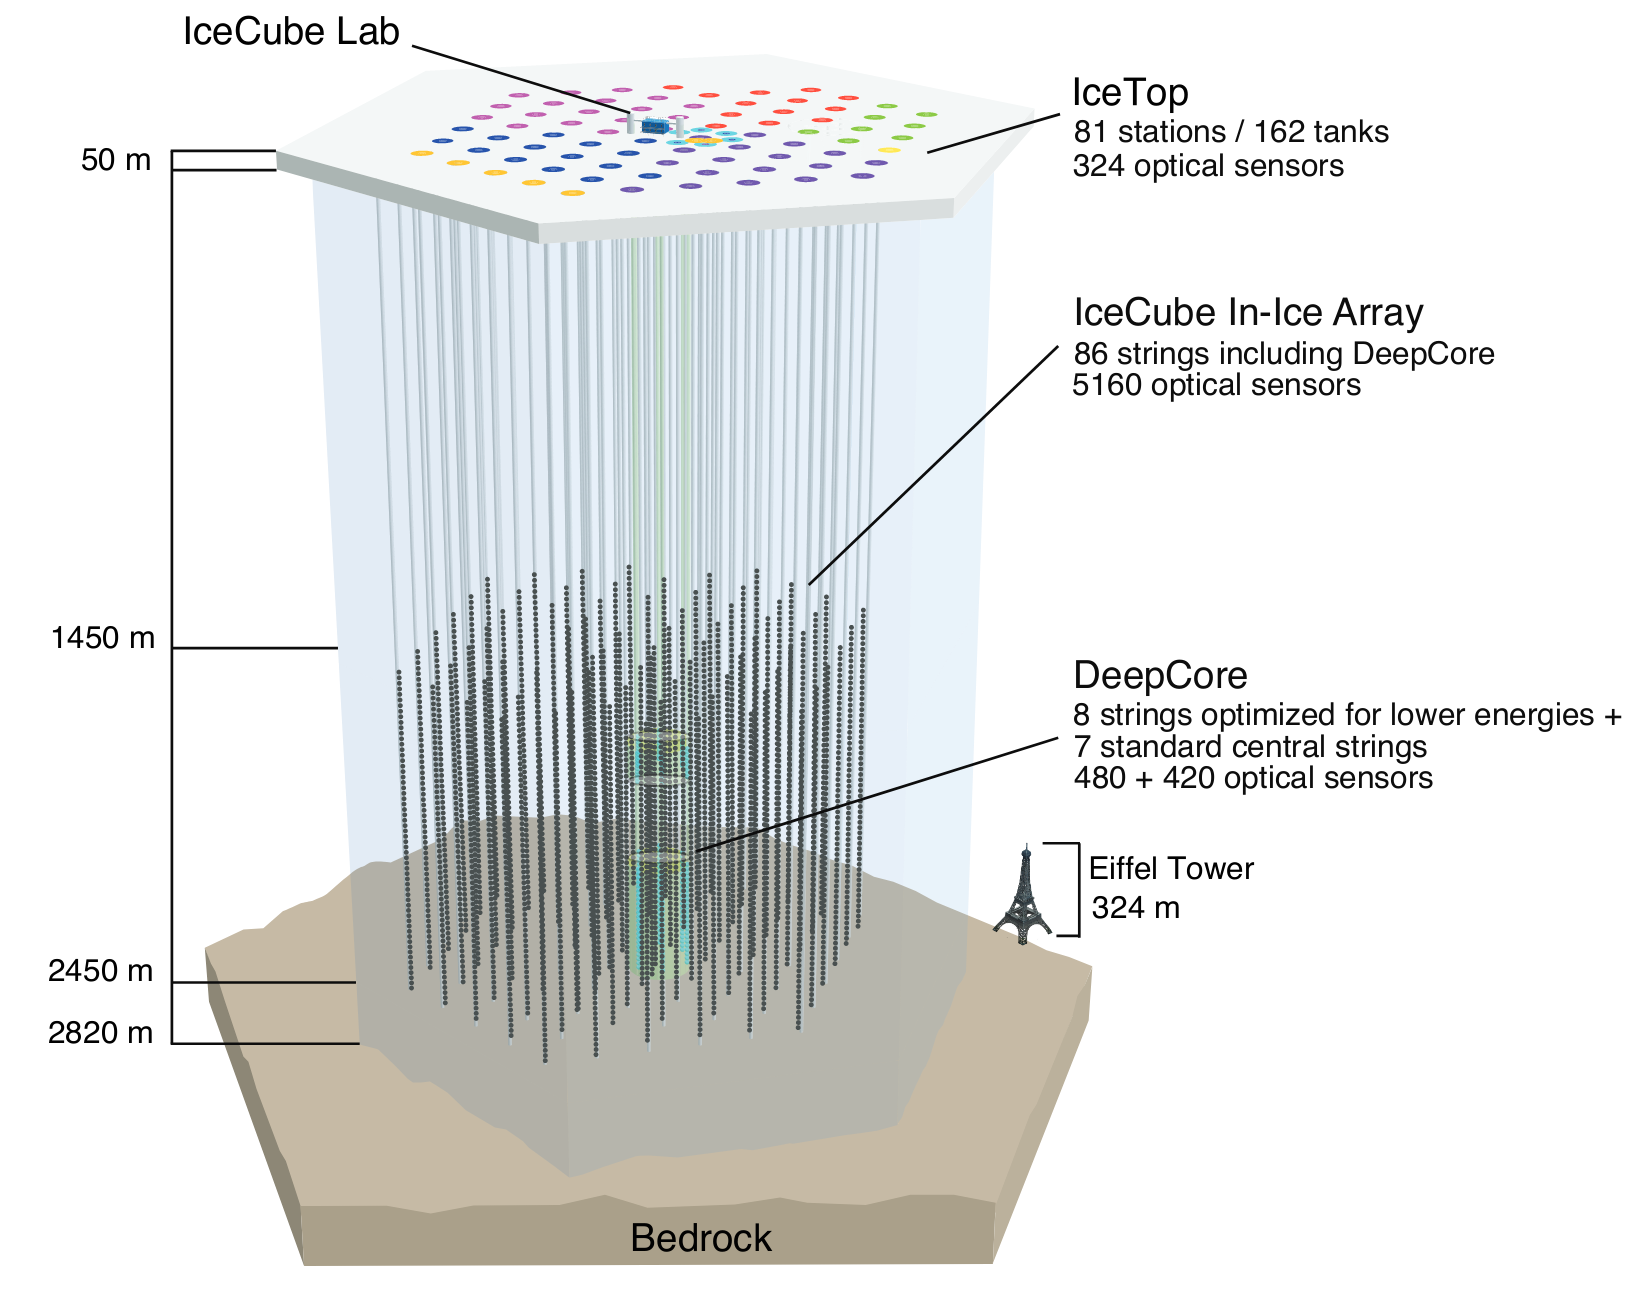 IceCube Lab
IceTop
81 stations / 162 tanks
324 optical sensors
50 m
IceCube In-Ice Array
86 strings including DeepCore
5160 optical sensors
1450 m
DeepCore
8 strings optimized for lower energies +
7 standard central strings
480 + 420 optical sensors
Eiffel Tower
324 m
2450 m
2820 m
Bedrock